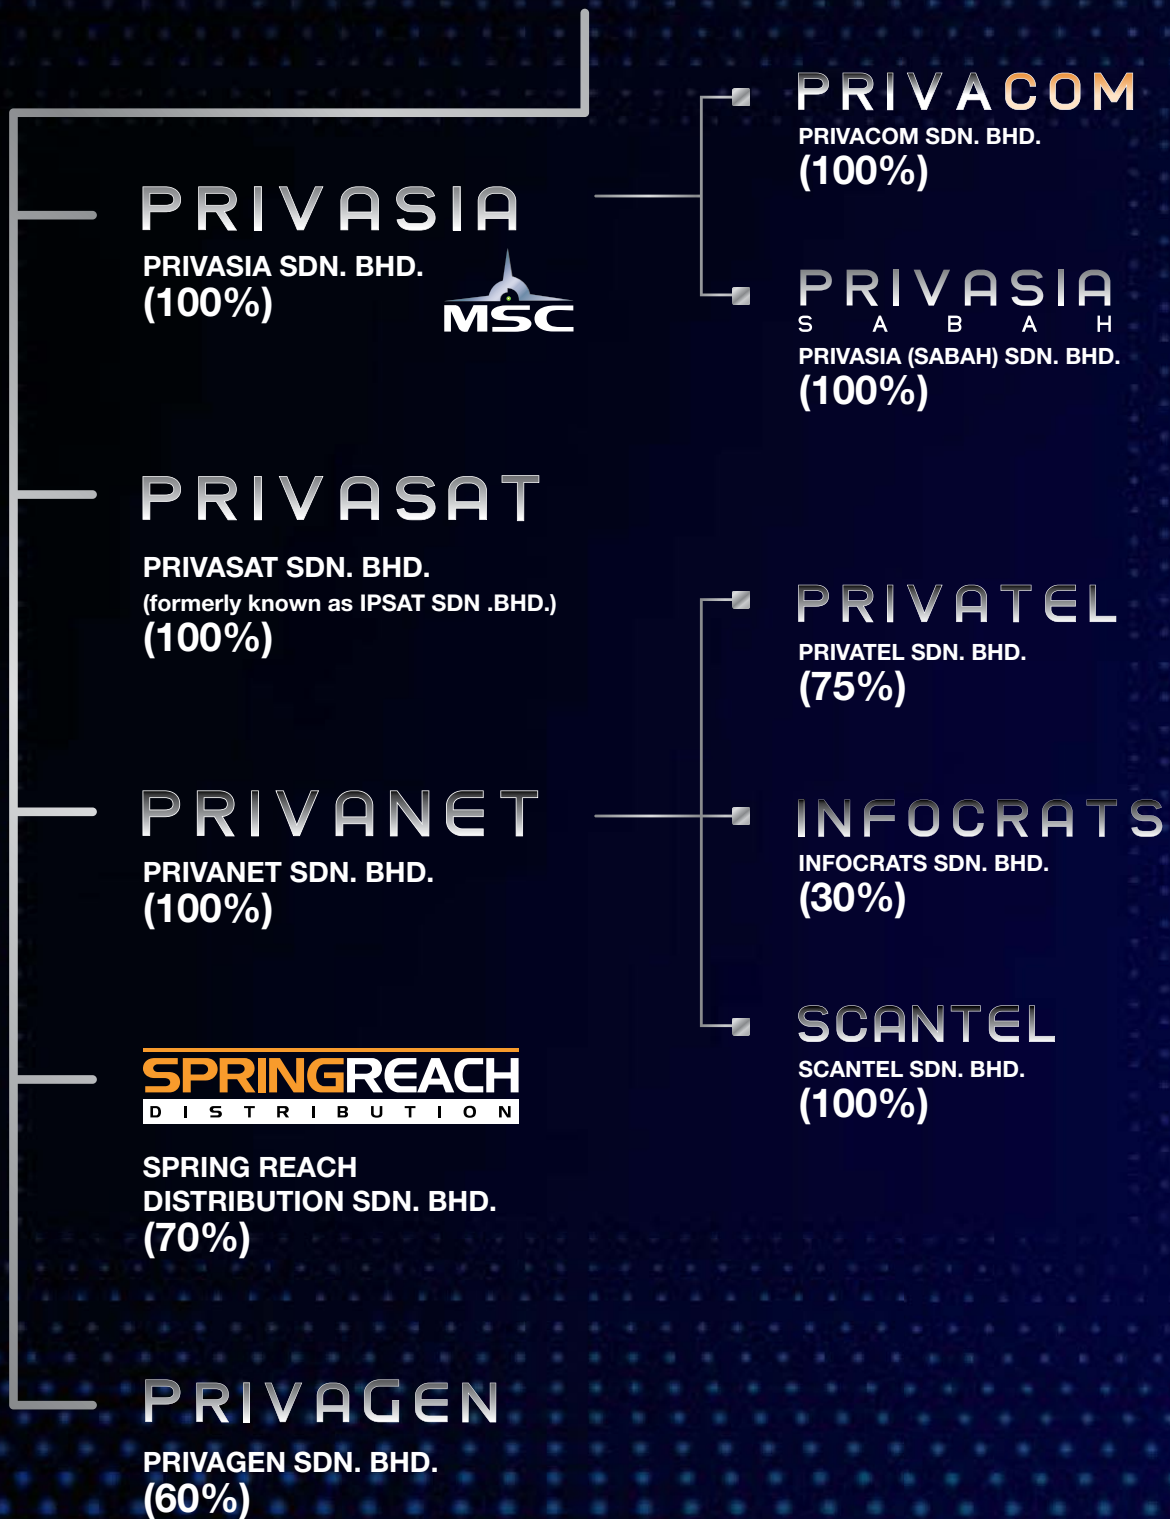 PRIVASIA
PRIVASIA SDN. BHD.
(100%)
MSC
PRIVACOM
PRIVACOM SDN. BHD.
(100%)
PRIVASIA
SABAH
PRIVASIA (SABAH) SDN. BHD.
(100%)
PRIVASAT
PRIVASAT SDN. BHD.
(formerly known as IPSAT SDN .BHD.)
(100%)
PRIVANET
PRIVANET SDN. BHD.
(100%)
PRIVATEL
PRIVATEL SDN. BHD.
(75%)
INFOCRATS
INFOCRATS SDN. BHD.
(30%)
SCANTEL
SCANTEL SDN. BHD.
(100%)
SPRINGREACH
DISTRIBUTION
SPRING REACH
DISTRIBUTION SDN. BHD.
(70%)
PRIVAGEN
PRIVAGEN SDN. BHD.
(60%)